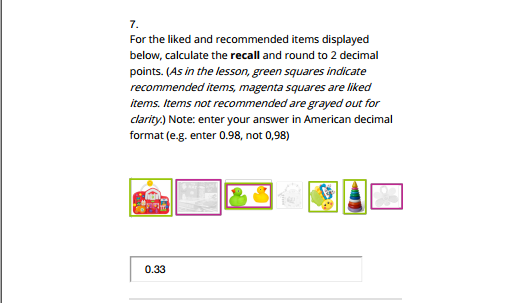 7.
For the liked and recommended items displayed
below, calculate the recall and round to 2 decimal
points. (As in the lesson, green squares indicate
recommended items, magenta squares are liked
items. Items not recommended are grayed out for
clarity.) Note: enter your answer in American decimal
format (e.g. enter 0.98, not 0,98)
0.33